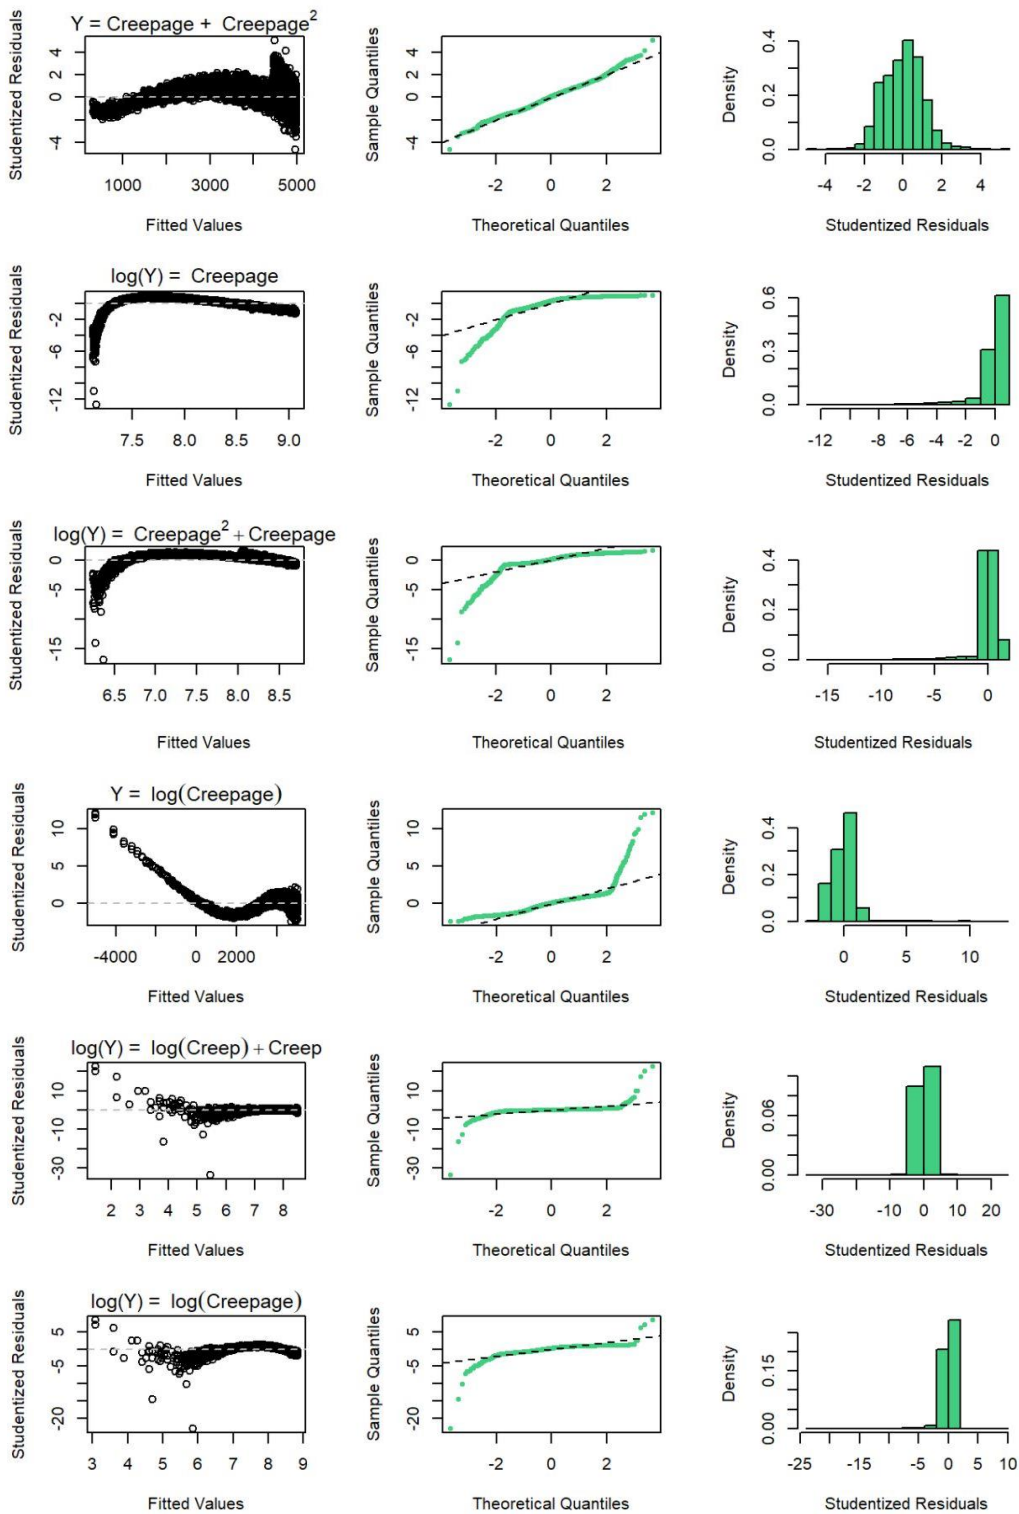 Y = Creepage + Creepage²
Studentized Residuals
4
2
0
-4
1000 3000 5000
Fitted Values
Sample Quantiles
4
2
0
-4
-2 0 2
Theoretical Quantiles
Density
0.4
0.2
0.0
-4 -2 0 2 4
Studentized Residuals
log(Y) = Creepage
Studentized Residuals
-2
-6
-12
7.5 8.0 8.5 9.0
Fitted Values
Sample Quantiles
-2
-6
-12
-2 0 2
Theoretical Quantiles
Density
0.6
0.3
0.0
-12 -8 -6 -4 -2 0
Studentized Residuals
log(Y) = Creepage² + Creepage
Studentized Residuals
0
-5
-15
6.5 7.0 7.5 8.0 8.5
Fitted Values
Sample Quantiles
0
-5
-15
-2 0 2
Theoretical Quantiles
Density
0.4
0.2
0.0
-15 -10 -5 0
Studentized Residuals
Y = log(Creepage)
Studentized Residuals
10
5
0
-4000 0 2000
Fitted Values
Sample Quantiles
10
5
0
-2 0 2
Theoretical Quantiles
Density
0.4
0.2
0.0
0 5 10
Studentized Residuals
log(Y) = log(Creep) + Creep
Studentized Residuals
10
-10
-30
2 3 4 5 6 7 8
Fitted Values
Sample Quantiles
10
-10
-30
-2 0 2
Theoretical Quantiles
Density
0.06
0.00
-30 -10 0 10 20
Studentized Residuals
log(Y) = log(Creepage)
Studentized Residuals
5
-5
-20
3 4 5 6 7 8 9
Fitted Values
Sample Quantiles
5
-5
-20
-2 0 2
Theoretical Quantiles
Density
0.15
0.00
-25 -15 -5 0 5 10
Studentized Residuals